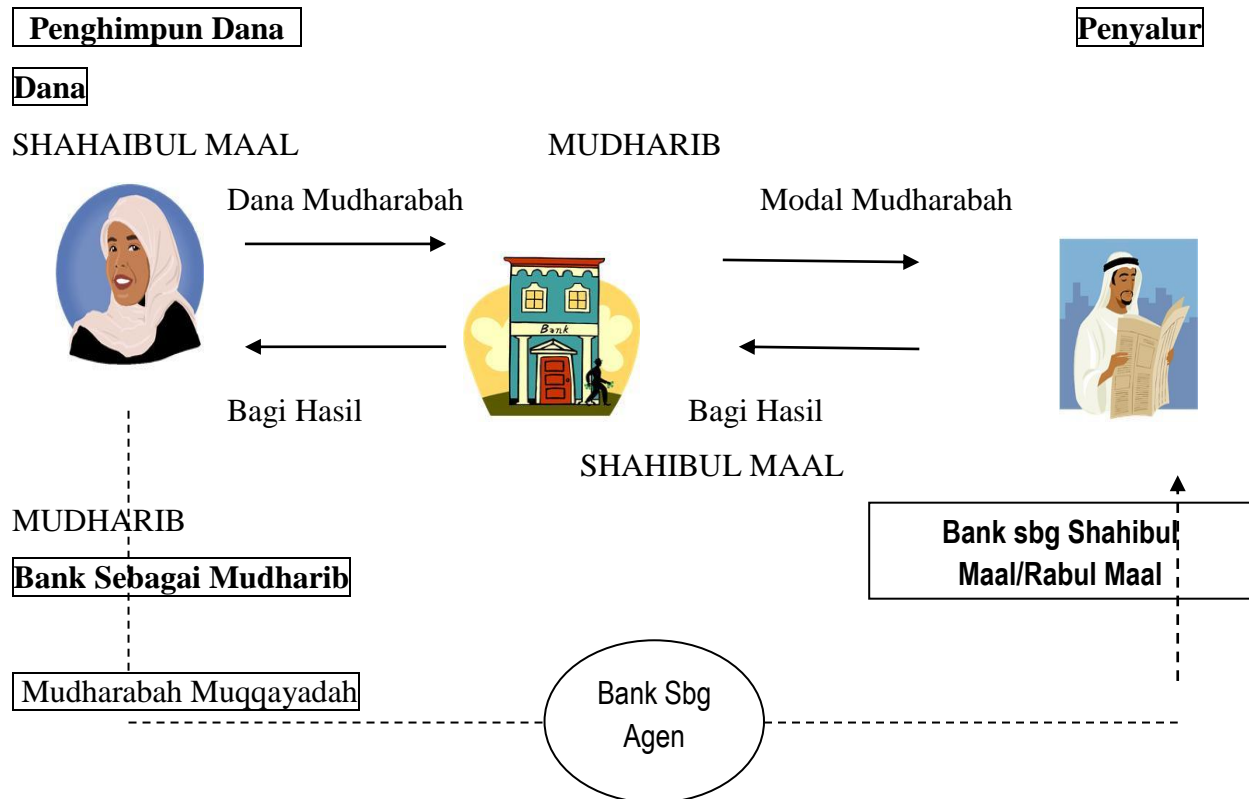 Penghimpun Dana Penyalur
Dana
SHAHAIBUL MAAL MUDHARIB
Dana Mudharabah Modal Mudharabah
Bank
Bagi Hasil Bagi Hasil
SHAHIBUL MAAL
MUDHARIB
Bank Sebagai Mudharib
Bank sbg Shahibul
Maal/Rabul Maal
Mudharabah Muqqayadah
Bank Sbg
Agen